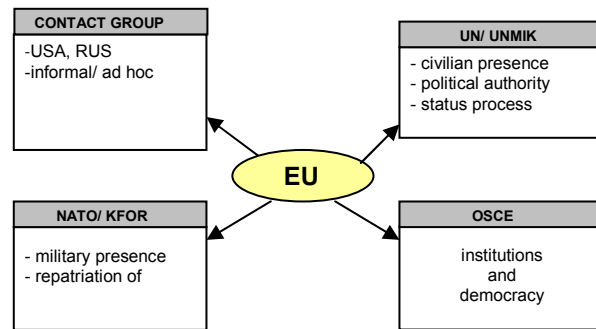 CONTACT GROUP
-USA, RUS
-informal/ ad hoc
UN/ UNMIK
- civilian presence
- political authority
- status process
EU
NATO/ KFOR
- military presence
- repatriation of
OSCE
institutions
and
democracy